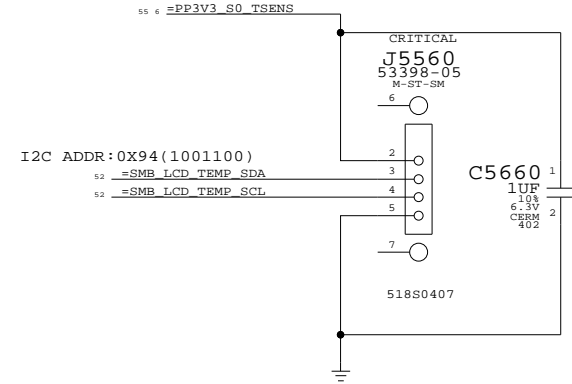 55 6 =PP3V3_S0_TSENS
CRITICAL
J5560
53398-05
M-ST-SM
6
I2C ADDR:0X94(1001100)
2
52 =SMB_LCD_TEMP_SDA 3
52 =SMB_LCD_TEMP_SCL 4
5
7
518S0407
C5660
1UF
10%
6.3V
CERM
402
1
2